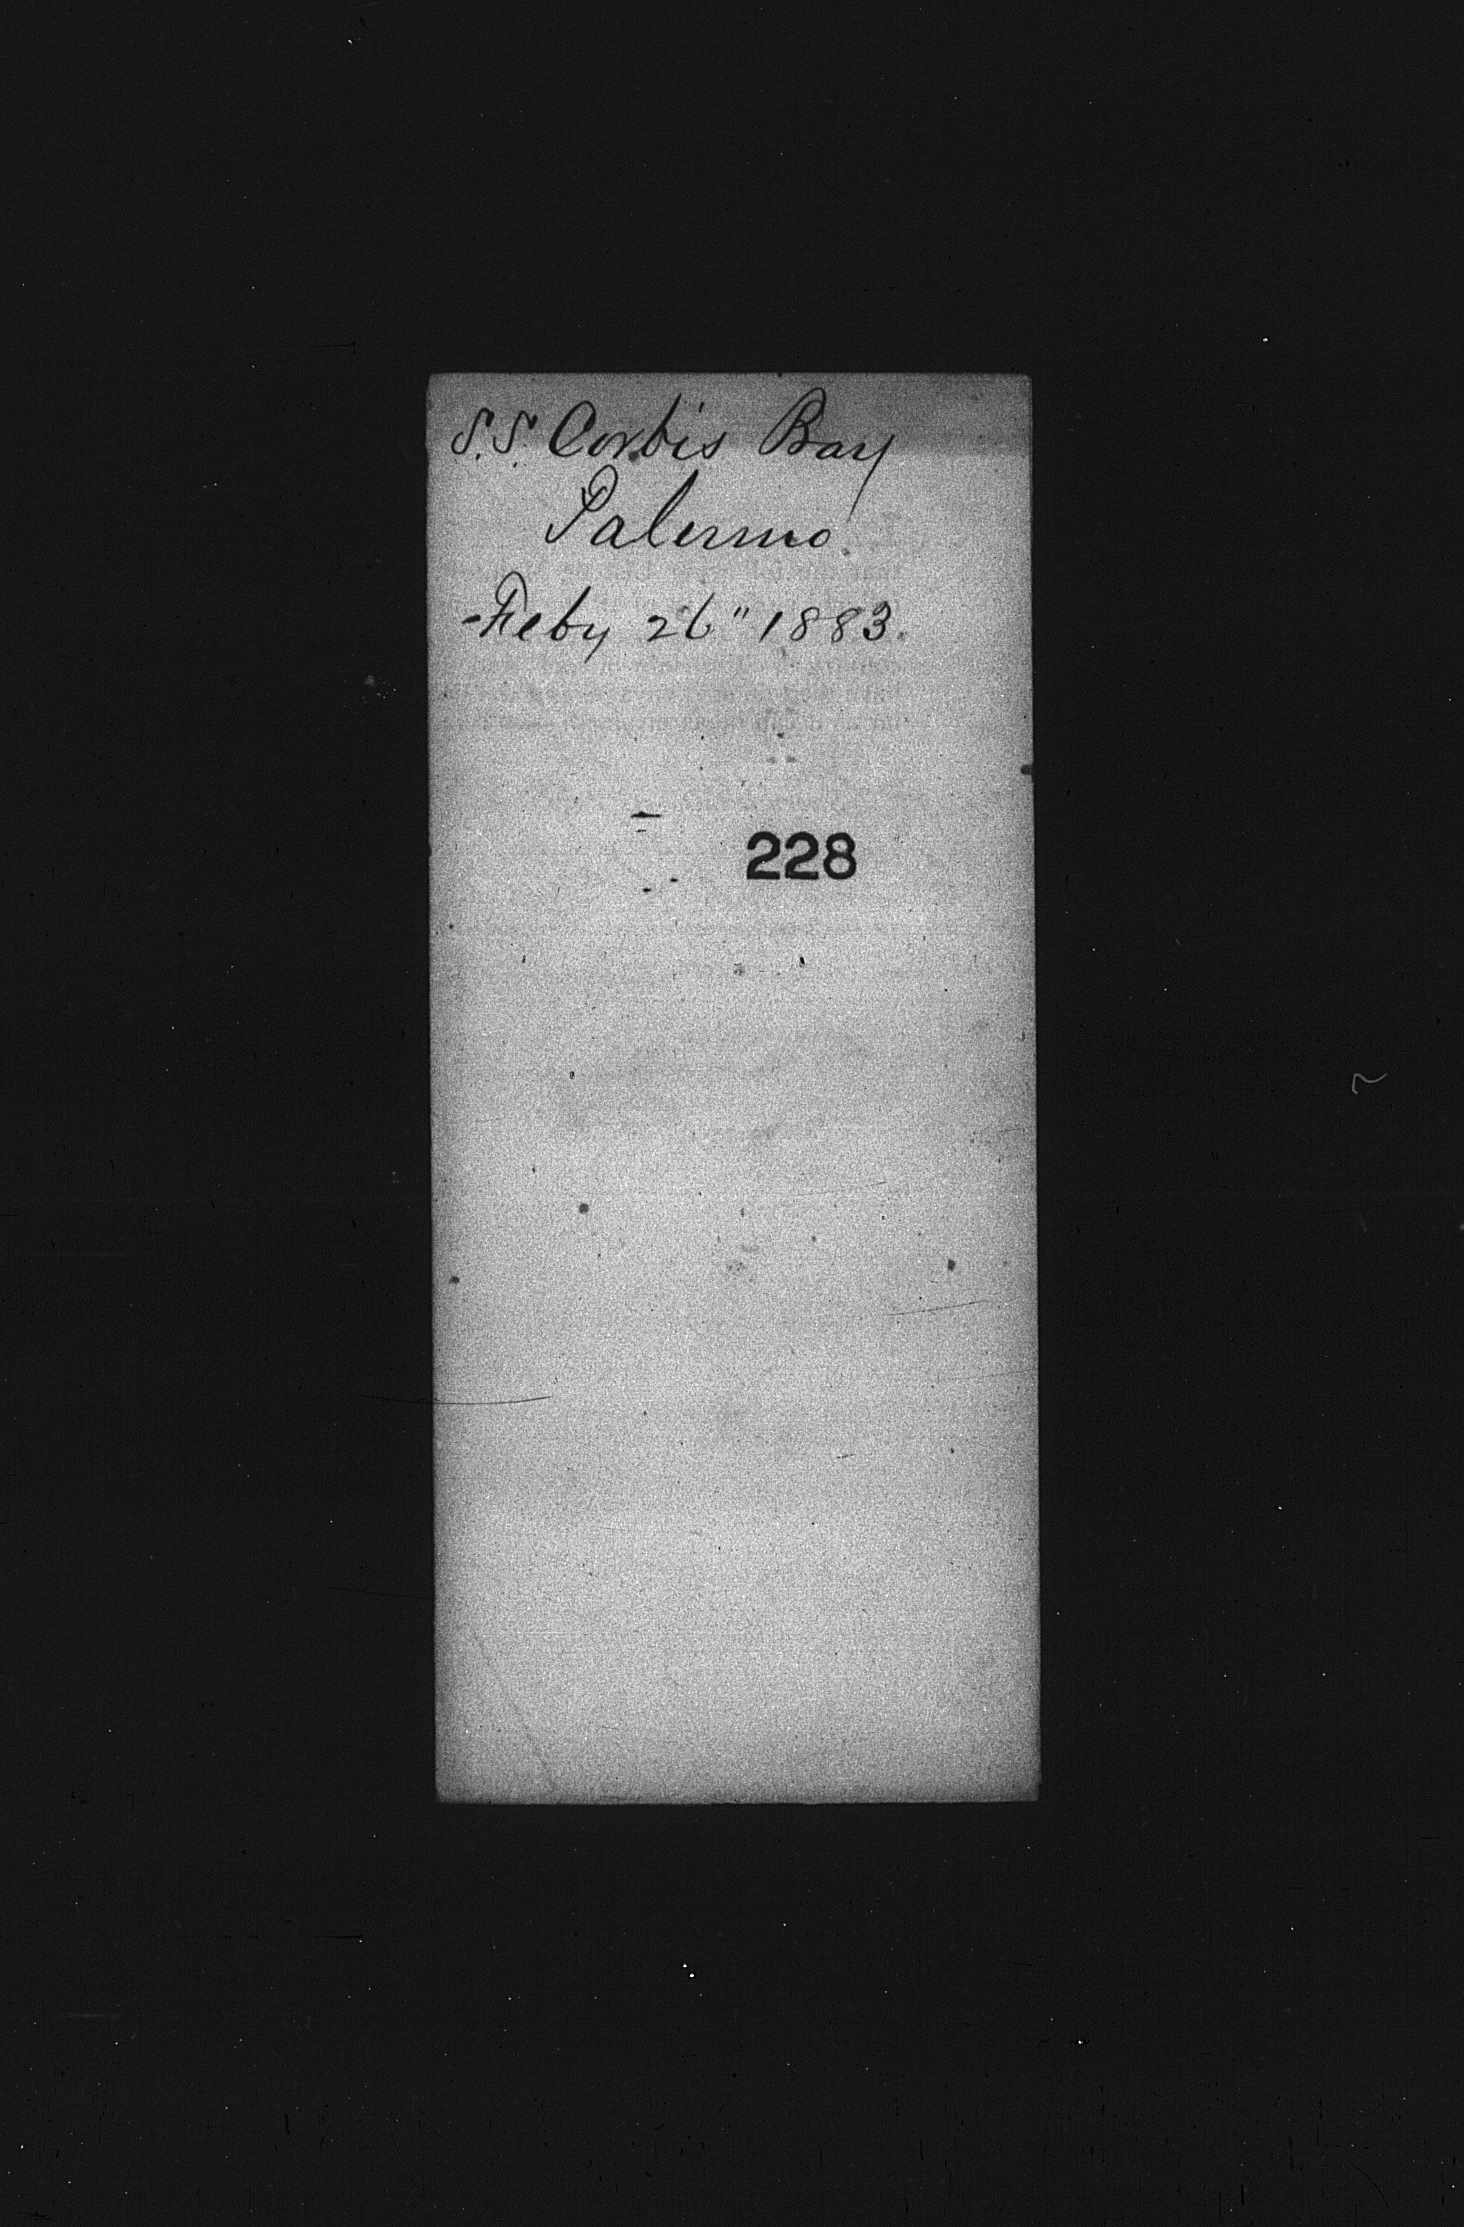 S.S. Corbis Bay
Palermo
Feby 26" 1883.
228